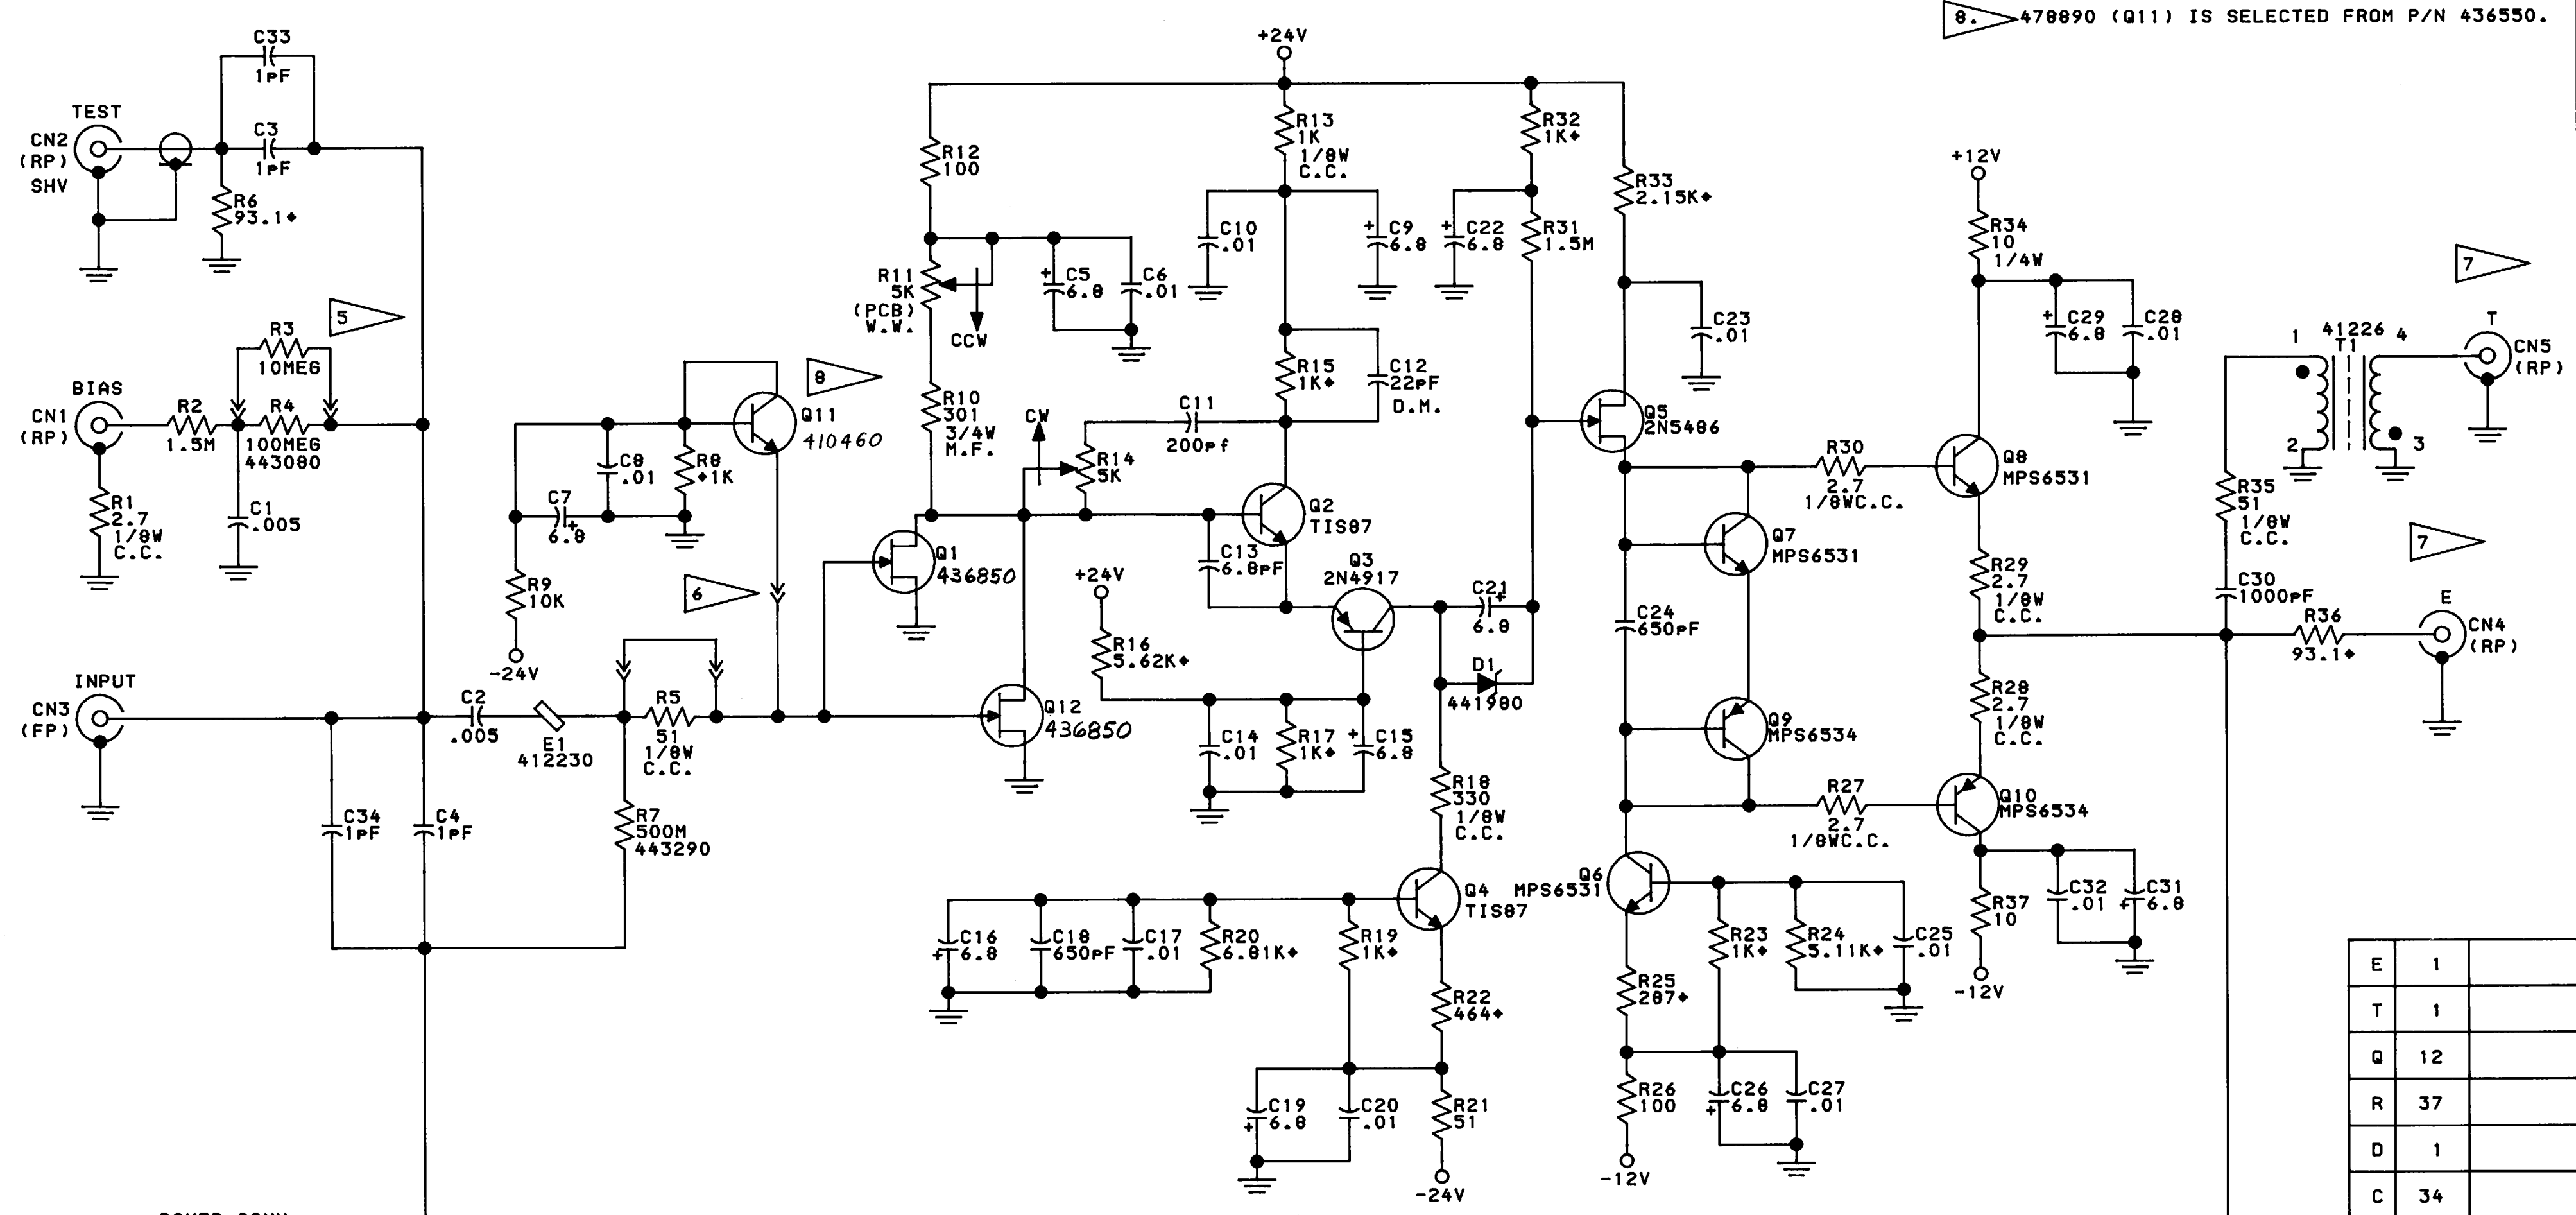 8. 478890 (Q11) IS SELECTED FROM P/N 436550.
C33
1pF
TEST
CN2
(RP)
SHV
C3
1pF
R6
93.1♦
5
R3
10MEG
BIAS
CN1
(RP)
R2
1.5M
R4
100MEG
443080
R1
2.7
1/8W
C.C.
C1
.005
INPUT
CN3
(FP)
C2
.005
E1
412230
R5
51
1/8W
C.C.
C34
1pF
C4
1pF
R7
500M
443290
8
Q11
410460
C8
.01
R8
♦1K
C7
+
6.8
R9
10K
-24V
6
+24V
R12
100
R11
5K
(PCB)
W.W.
CCW
+
C5
6.8
C6
.01
R10
301
3/4W
M.F.
Q1
436850
Q12
436850
CW
R14
5K
C11
200pf
R13
1K
1/8W
C.C.
C10
.01
+
C9
6.8
R15
1K♦
C12
22pF
D.M.
Q2
TIS87
C13
6.8pF
+24V
R16
5.62K♦
Q3
2N4917
C21
+
6.8
D1
441980
C14
.01
R17
1K♦
+
C15
6.8
R18
330
1/8W
C.C.
Q4
TIS87
C16
+
6.8
C18
650pF
C17
.01
R20
6.81K♦
R19
1K♦
R22
464♦
C19
+
6.8
C20
.01
R21
51
-24V
R32
1K♦
+
C22
6.8
R31
1.5M
R33
2.15K♦
C23
.01
Q5
2N5486
R30
2.7
1/8WC.C.
Q7
MPS6531
C24
650pF
Q9
MPS6534
R27
2.7
1/8WC.C.
Q6
MPS6531
R25
287♦
R23
1K♦
R24
5.11K♦
C25
.01
R26
100
C26
+
6.8
C27
.01
-12V
+12V
R34
10
1/4W
+
C29
6.8
C28
.01
Q8
MPS6531
R29
2.7
1/8W
C.C.
R28
2.7
1/8W
C.C.
Q10
MPS6534
R37
10
C32
.01
C31
+
6.8
-12V
7
1
41226
T1
4
T
CN5
(RP)
2
3
R35
51
1/8W
C.C.
C30
1000pF
7
R36
93.1♦
E
CN4
(RP)
E 1
T 1
Q 12
R 37
D 1
C 34